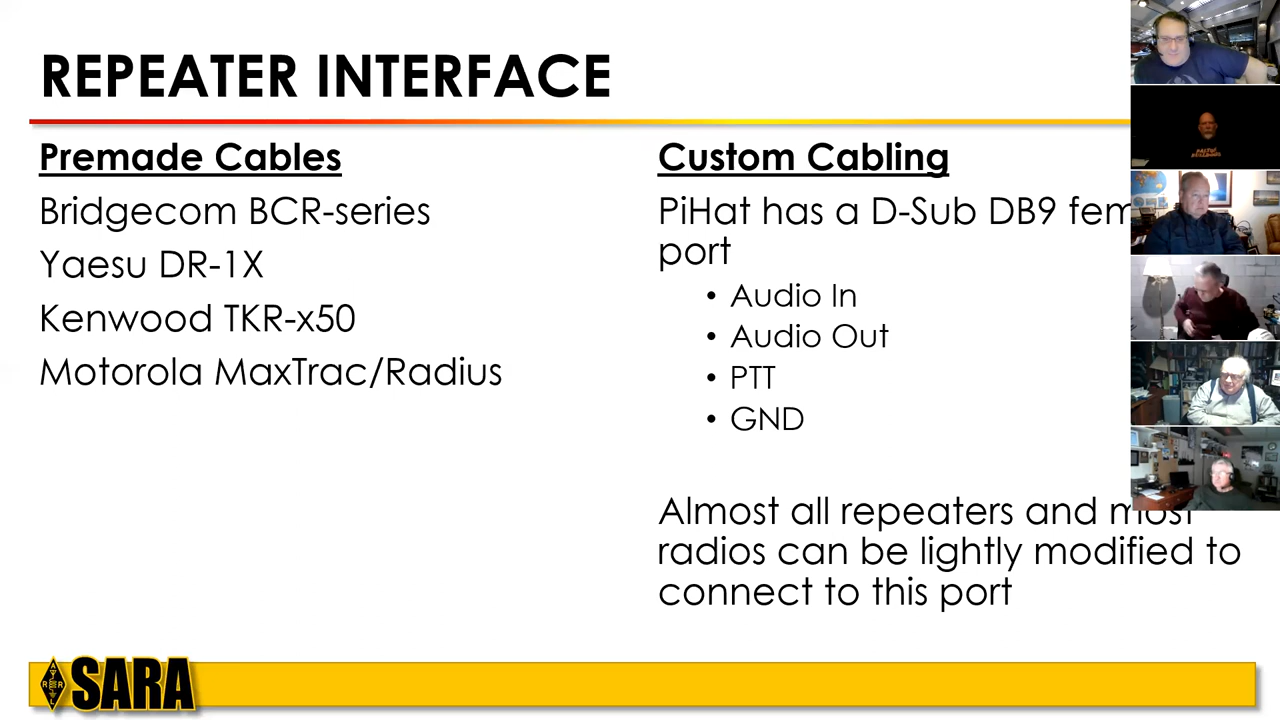 REPEATER INTERFACE
Premade Cables
Bridgecom BCR-series
Yaesu DR-1X
Kenwood TKR-x50
Motorola MaxTrac/Radius
Custom Cabling
PiHat has a D-Sub DB9 fem
port
• Audio In
• Audio Out
• PTT
• GND
Almost all repeaters and most
radios can be lightly modified to
connect to this port
SARA